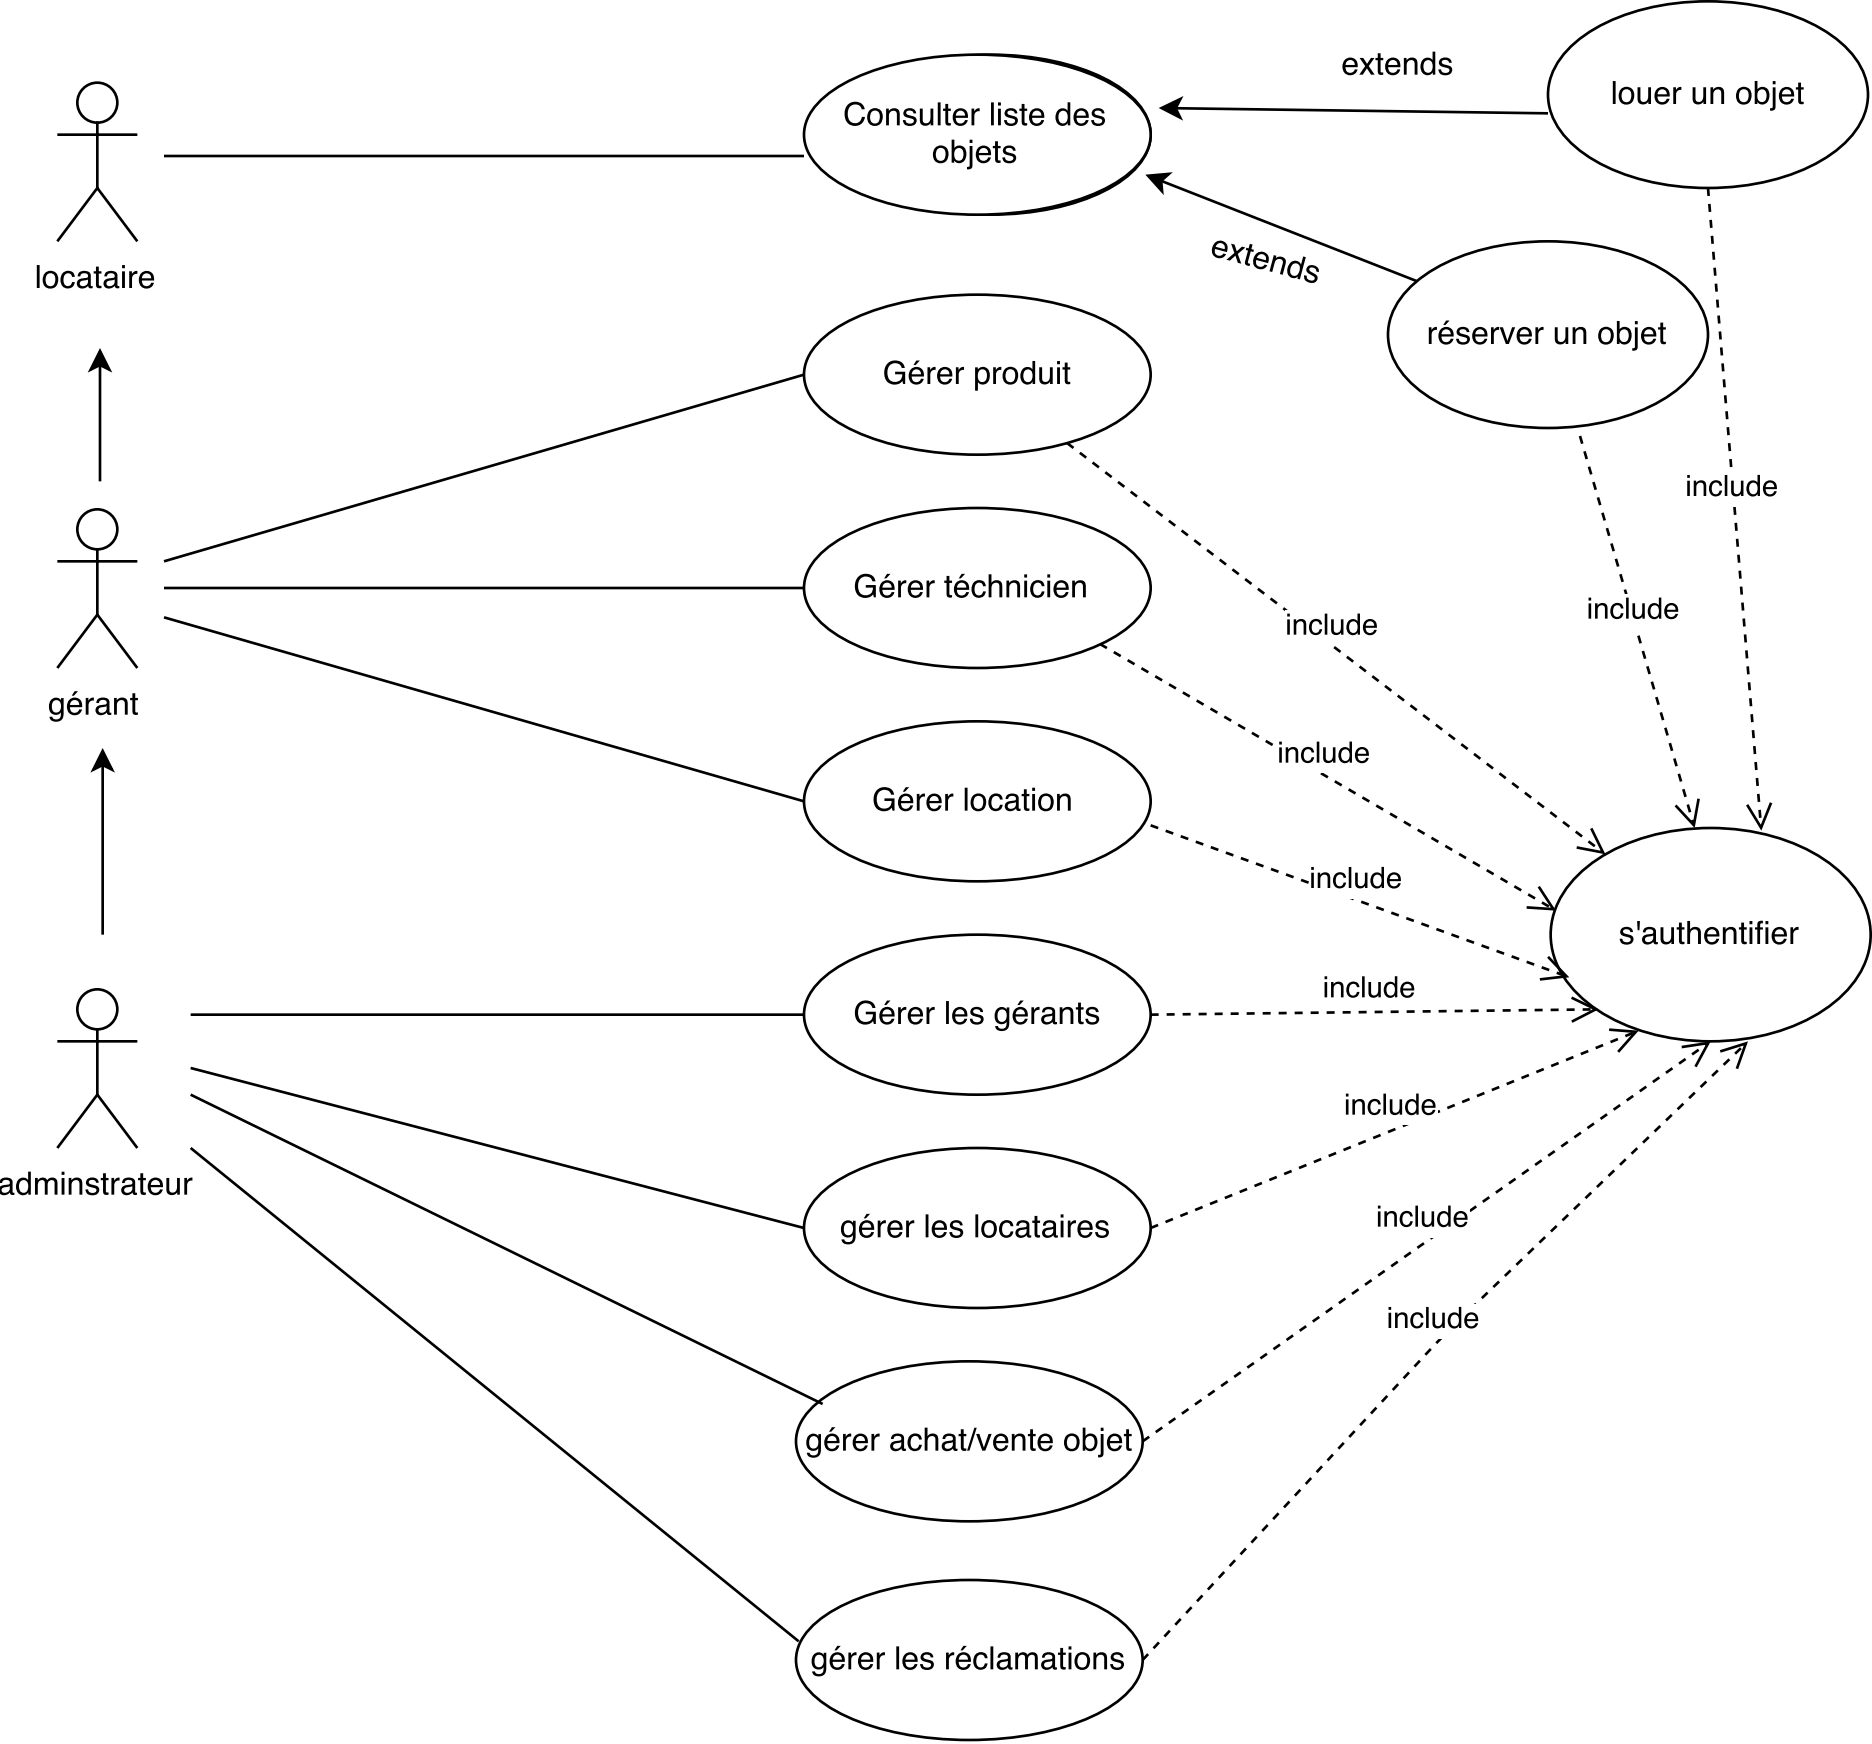 extends
louer un objet
Consulter liste des
objets
locataire
extends
réserver un objet
Gérer produit
include
Gérer téchnicien
include
include
gérant
include
Gérer location
include
s'authentifier
include
Gérer les gérants
include
adminstrateur
gérer les locataires
include
include
gérer achat/vente objet
gérer les réclamations